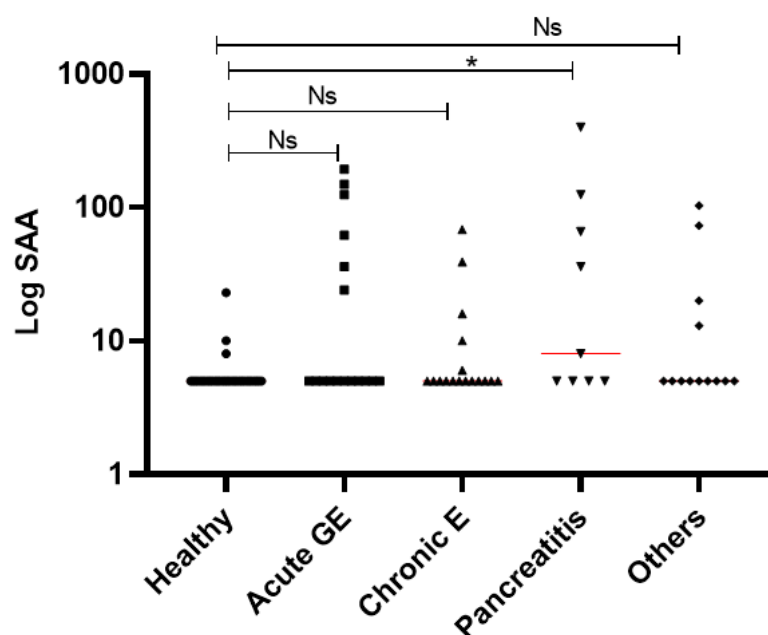 Ns
*
Ns
Ns
1000
100
10
1
Log SAA
Healthy
Acute GE
Chronic E
Pancreatitis
Others